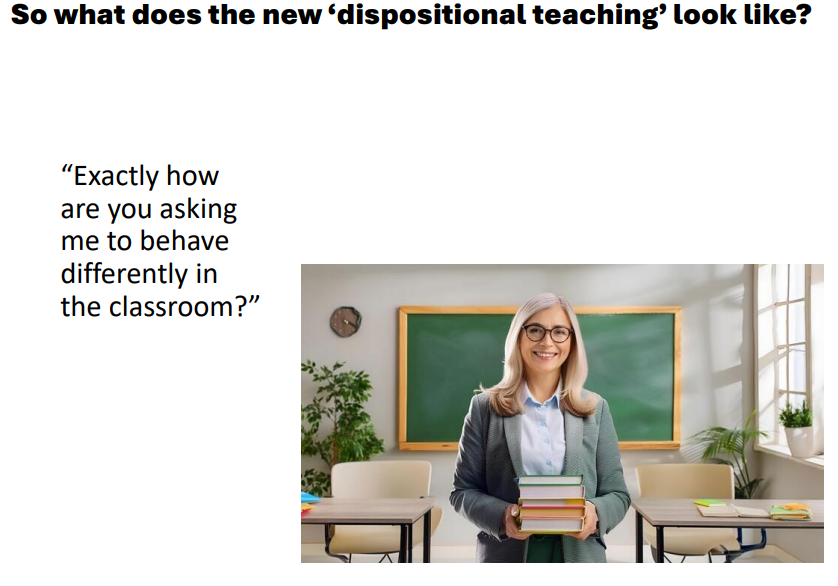 So what does the new ‘dispositional teaching’ look like?
“Exactly how
are you asking
me to behave
differently in
the classroom?”